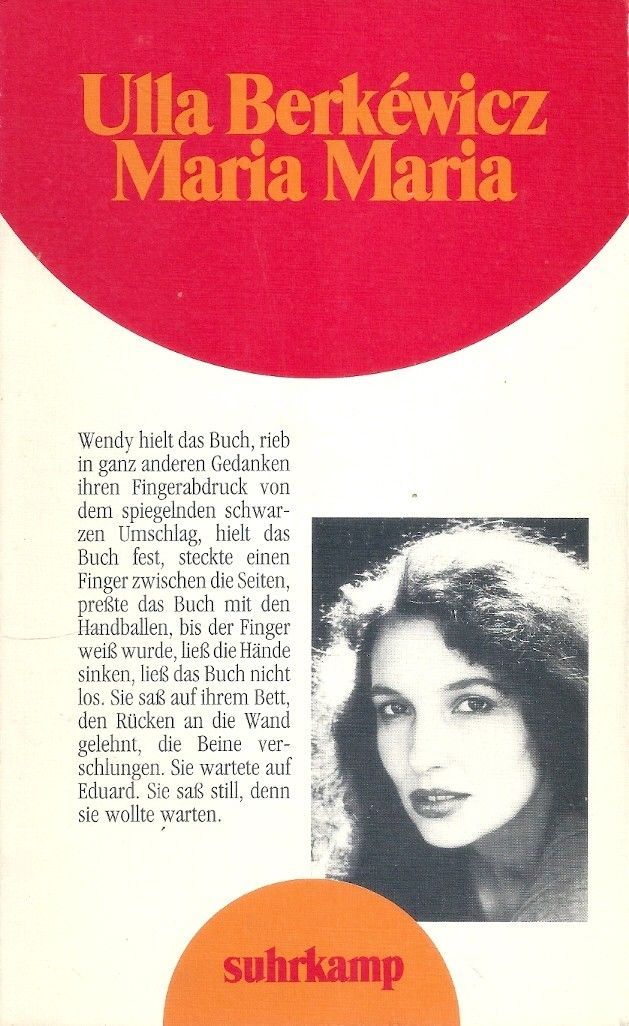 Ulla Berkéwicz
Maria Maria
Wendy hielt das Buch, rieb
in ganz anderen Gedanken
ihren Fingerabdruck von
dem spiegelnden schwar-
zen Umschlag, hielt das
Buch fest, steckte einen
Finger zwischen die Seiten,
preßte das Buch mit den
Handballen, bis der Finger
weiß wurde, ließ die Hände
sinken, ließ das Buch nicht
los. Sie saß auf ihrem Bett,
den Rücken an die Wand
gelehnt, die Beine ver-
schlungen. Sie wartete auf
Eduard. Sie saß still, denn
sie wollte warten.
suhrkamp